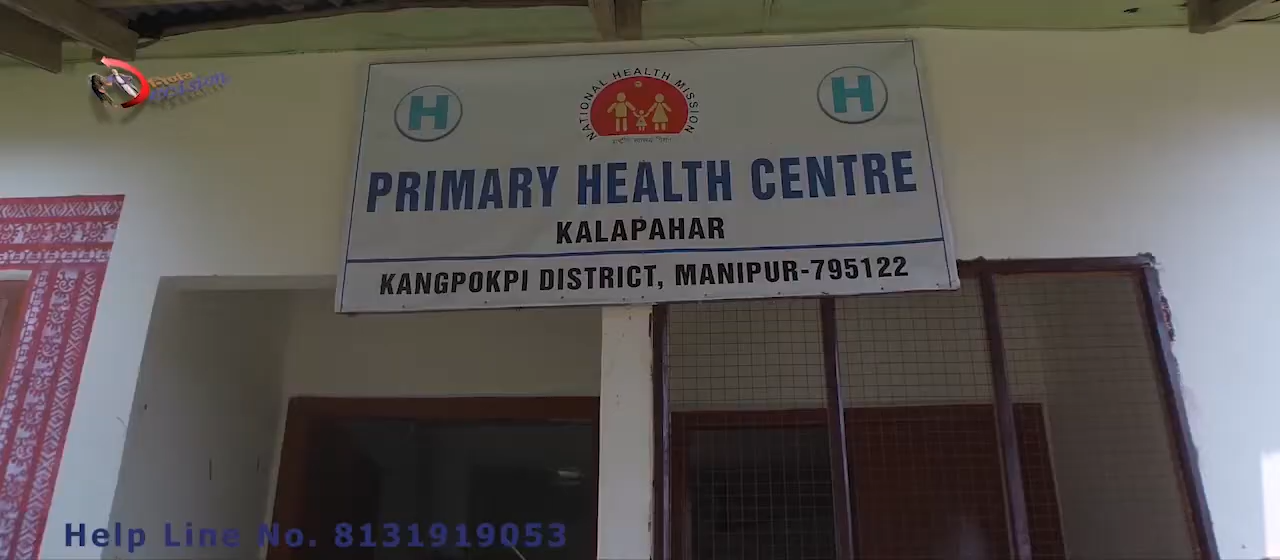 NATIONAL HEALTH MISSION
H
H
PRIMARY HEALTH CENTRE
KALAPAHAR
KANGPOKPI DISTRICT, MANIPUR-795122
Help Line No. 8131919053